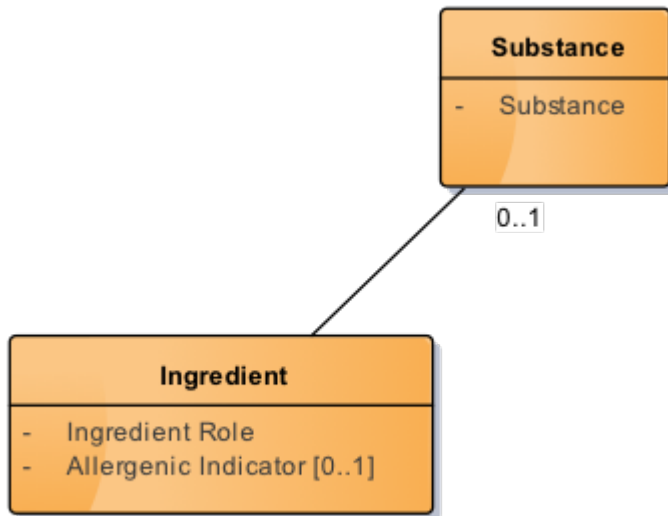 Substance
- Substance
0..1
Ingredient
- Ingredient Role
- Allergenic Indicator [0..1]